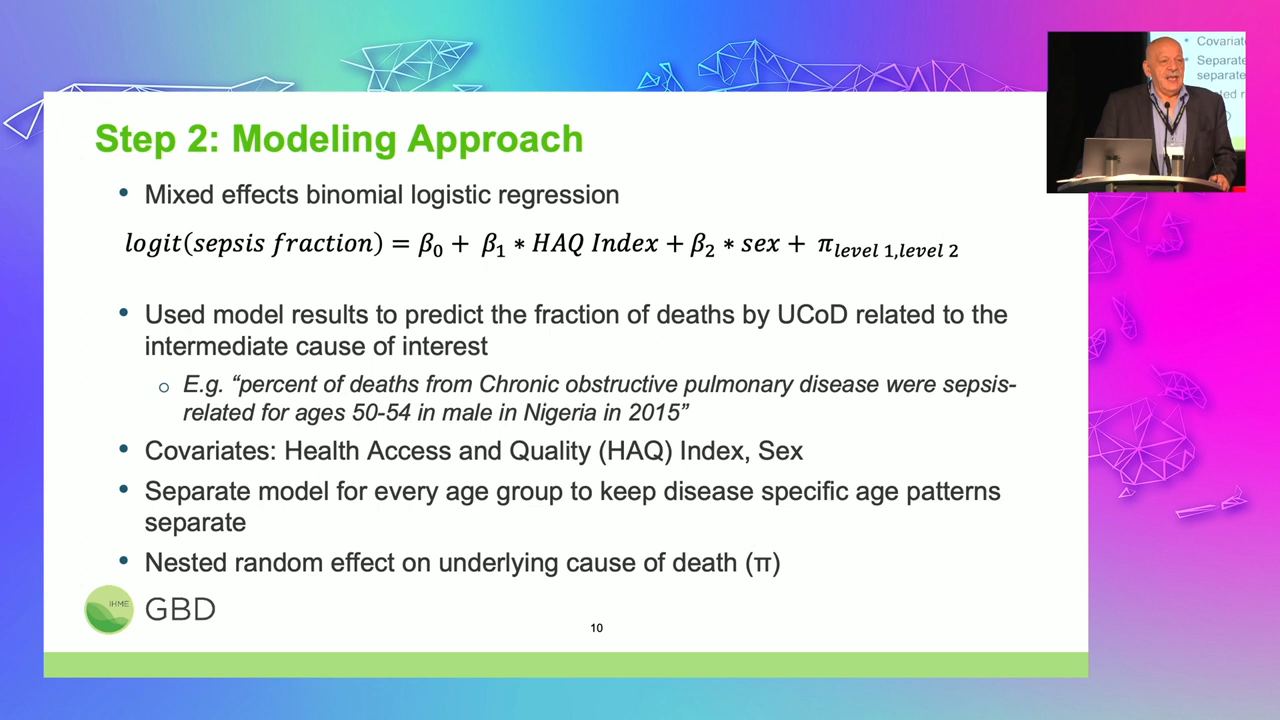 Step 2: Modeling Approach
• Mixed effects binomial logistic regression
logit(sepsis fraction) = β0 + β1 * HAQ Index + β2 * sex + πlevel 1,level 2
• Used model results to predict the fraction of deaths by UCoD related to the
intermediate cause of interest
o E.g. “percent of deaths from Chronic obstructive pulmonary disease were sepsis-
related for ages 50-54 in male in Nigeria in 2015”
• Covariates: Health Access and Quality (HAQ) Index, Sex
• Separate model for every age group to keep disease specific age patterns
separate
• Nested random effect on underlying cause of death (π)
IHME
GBD
10
• Covariate
Separate
separate